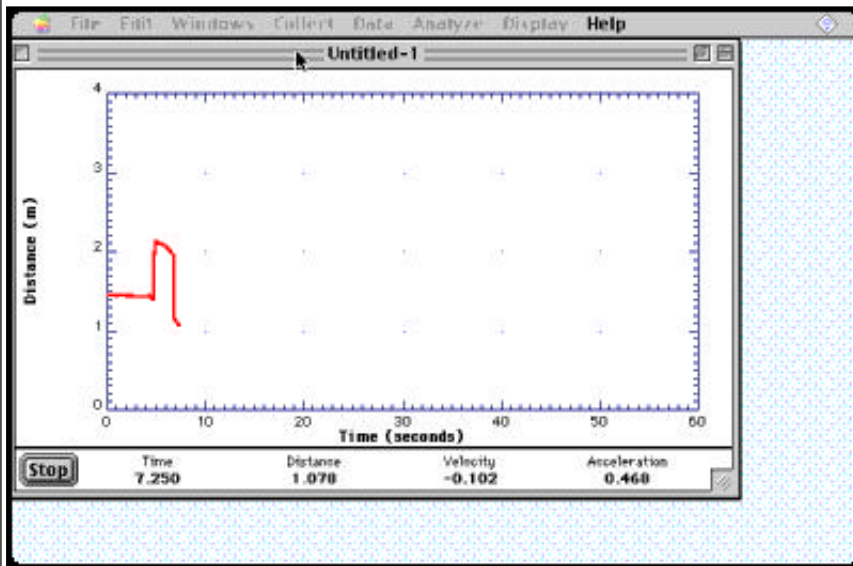 File Edit Windows Collect Data Analyze Display Help
Untitled-1
4
3
2
1
0
Distance (m)
0 10 20 30 40 50 60
Time (seconds)
Stop
Time Distance Velocity Acceleration
7.250 1.078 -0.102 0.468